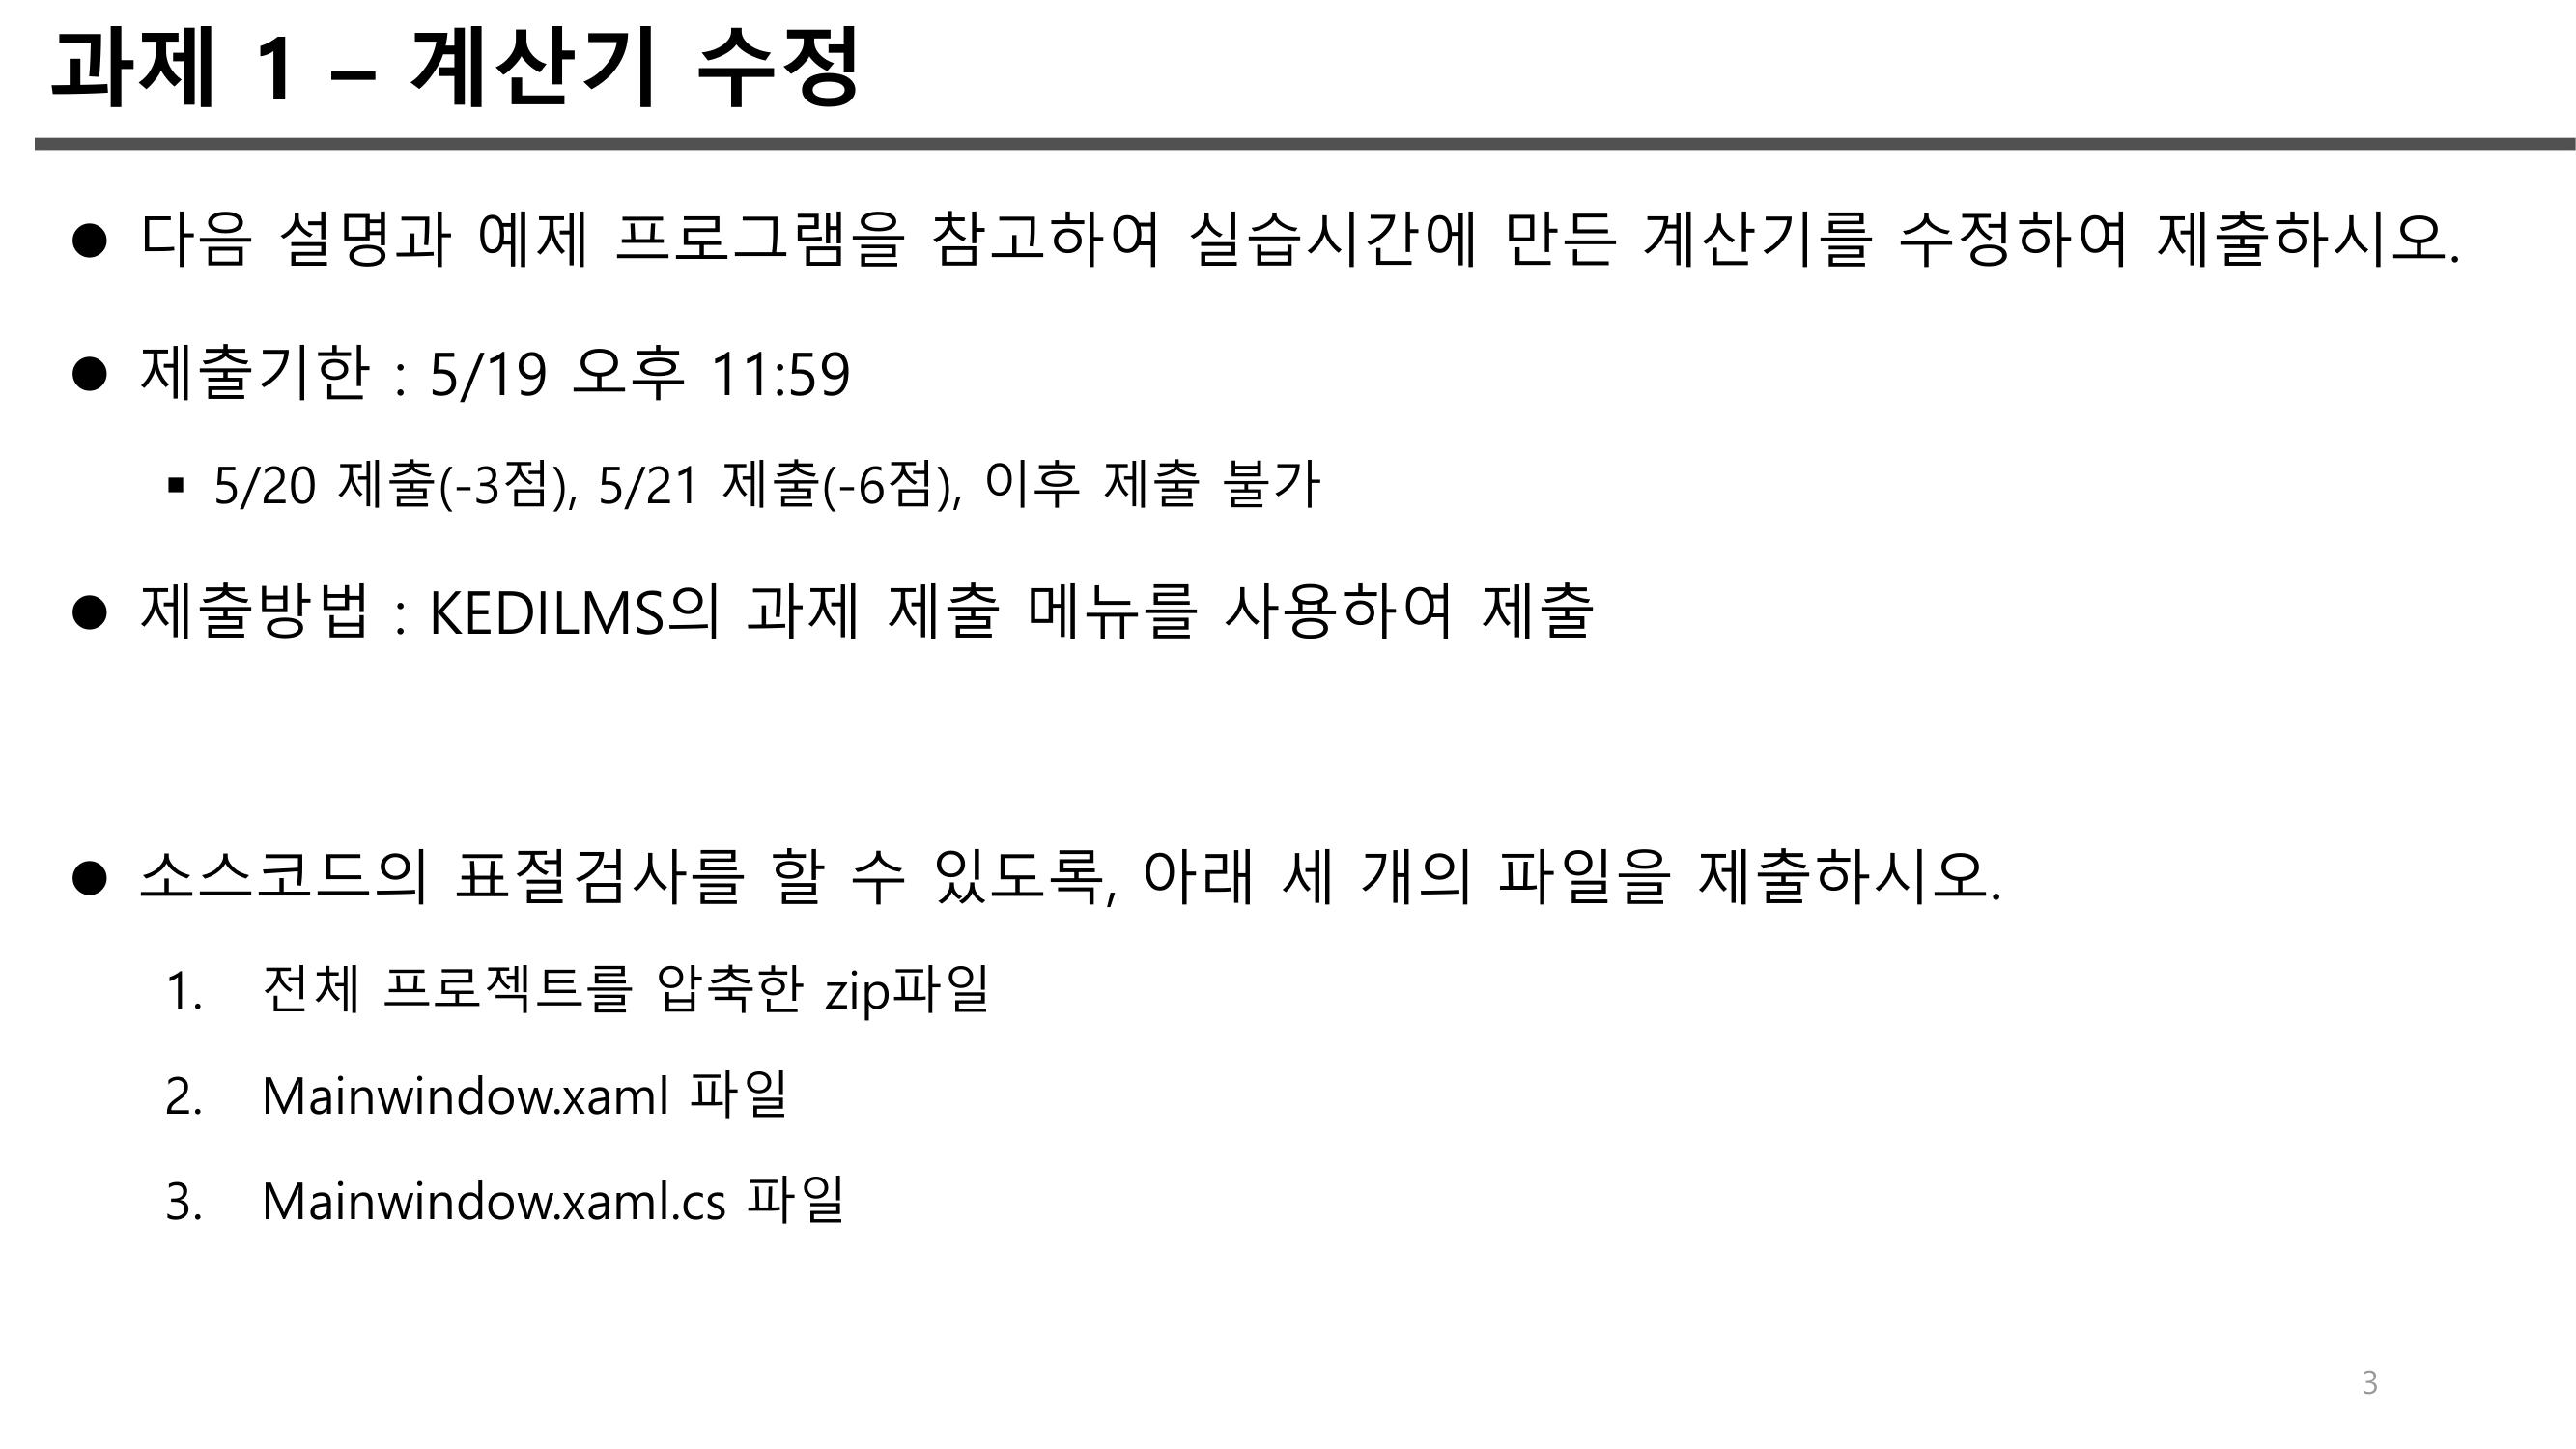 과제 1 – 계산기 수정
● 다음 설명과 예제 프로그램을 참고하여 실습시간에 만든 계산기를 수정하여 제출하시오.
● 제출기한 : 5/19 오후 11:59
▪ 5/20 제출(-3점), 5/21 제출(-6점), 이후 제출 불가
● 제출방법 : KEDILMS의 과제 제출 메뉴를 사용하여 제출
● 소스코드의 표절검사를 할 수 있도록, 아래 세 개의 파일을 제출하시오.
1. 전체 프로젝트를 압축한 zip파일
2. Mainwindow.xaml 파일
3. Mainwindow.xaml.cs 파일
3